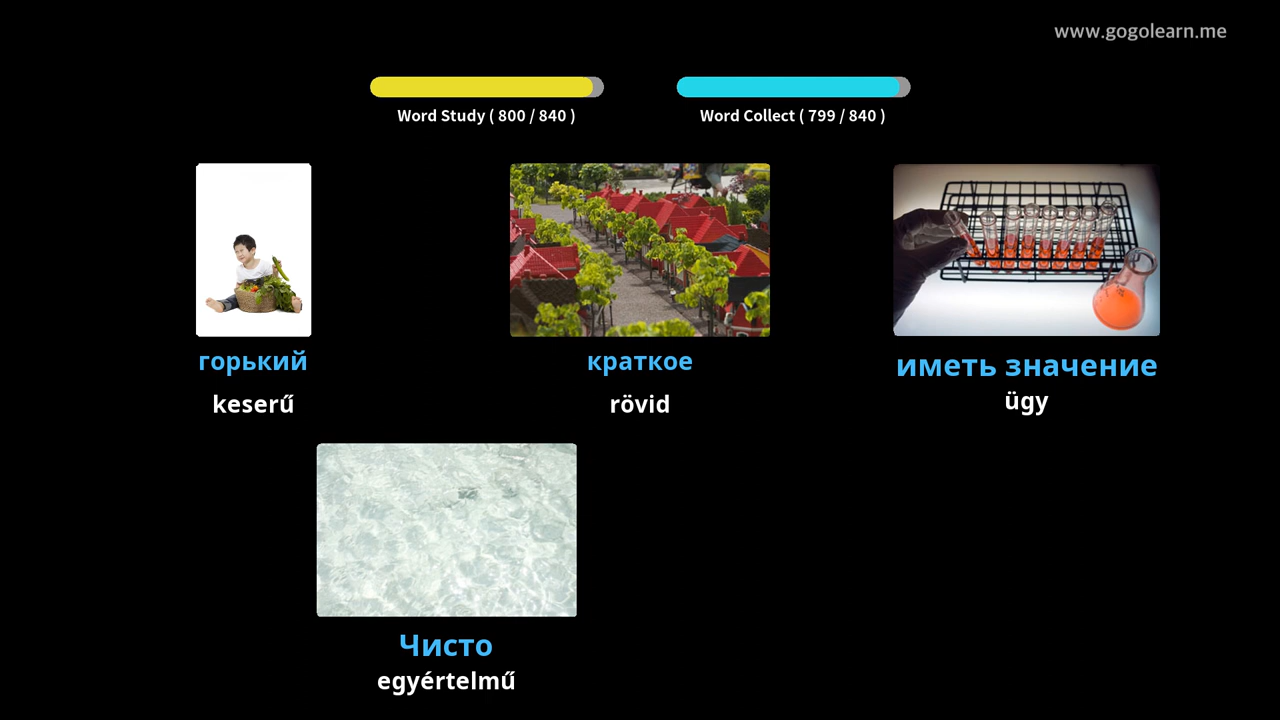 www.gogolearn.me
Word Study ( 800 / 840 )
Word Collect ( 799 / 840 )
горький
keserű
краткое
rövid
иметь значение
ügy
Чисто
egyértelmű